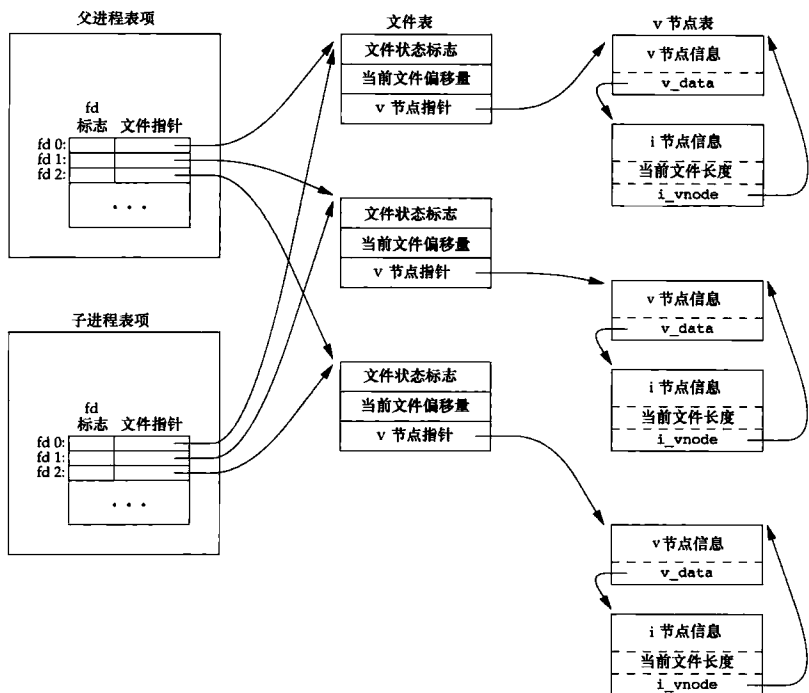 父进程表项
fd
标志 文件指针
fd 0:
fd 1:
fd 2:
• • •
子进程表项
fd
标志 文件指针
fd 0:
fd 1:
fd 2:
• • •
文件表
文件状态标志
当前文件偏移量
v 节点指针
文件状态标志
当前文件偏移量
v 节点指针
文件状态标志
当前文件偏移量
v 节点指针
v 节点表
v 节点信息
v_data
i 节点信息
当前文件长度
i_vnode
v 节点信息
v_data
i 节点信息
当前文件长度
i_vnode
v 节点信息
v_data
i 节点信息
当前文件长度
i_vnode